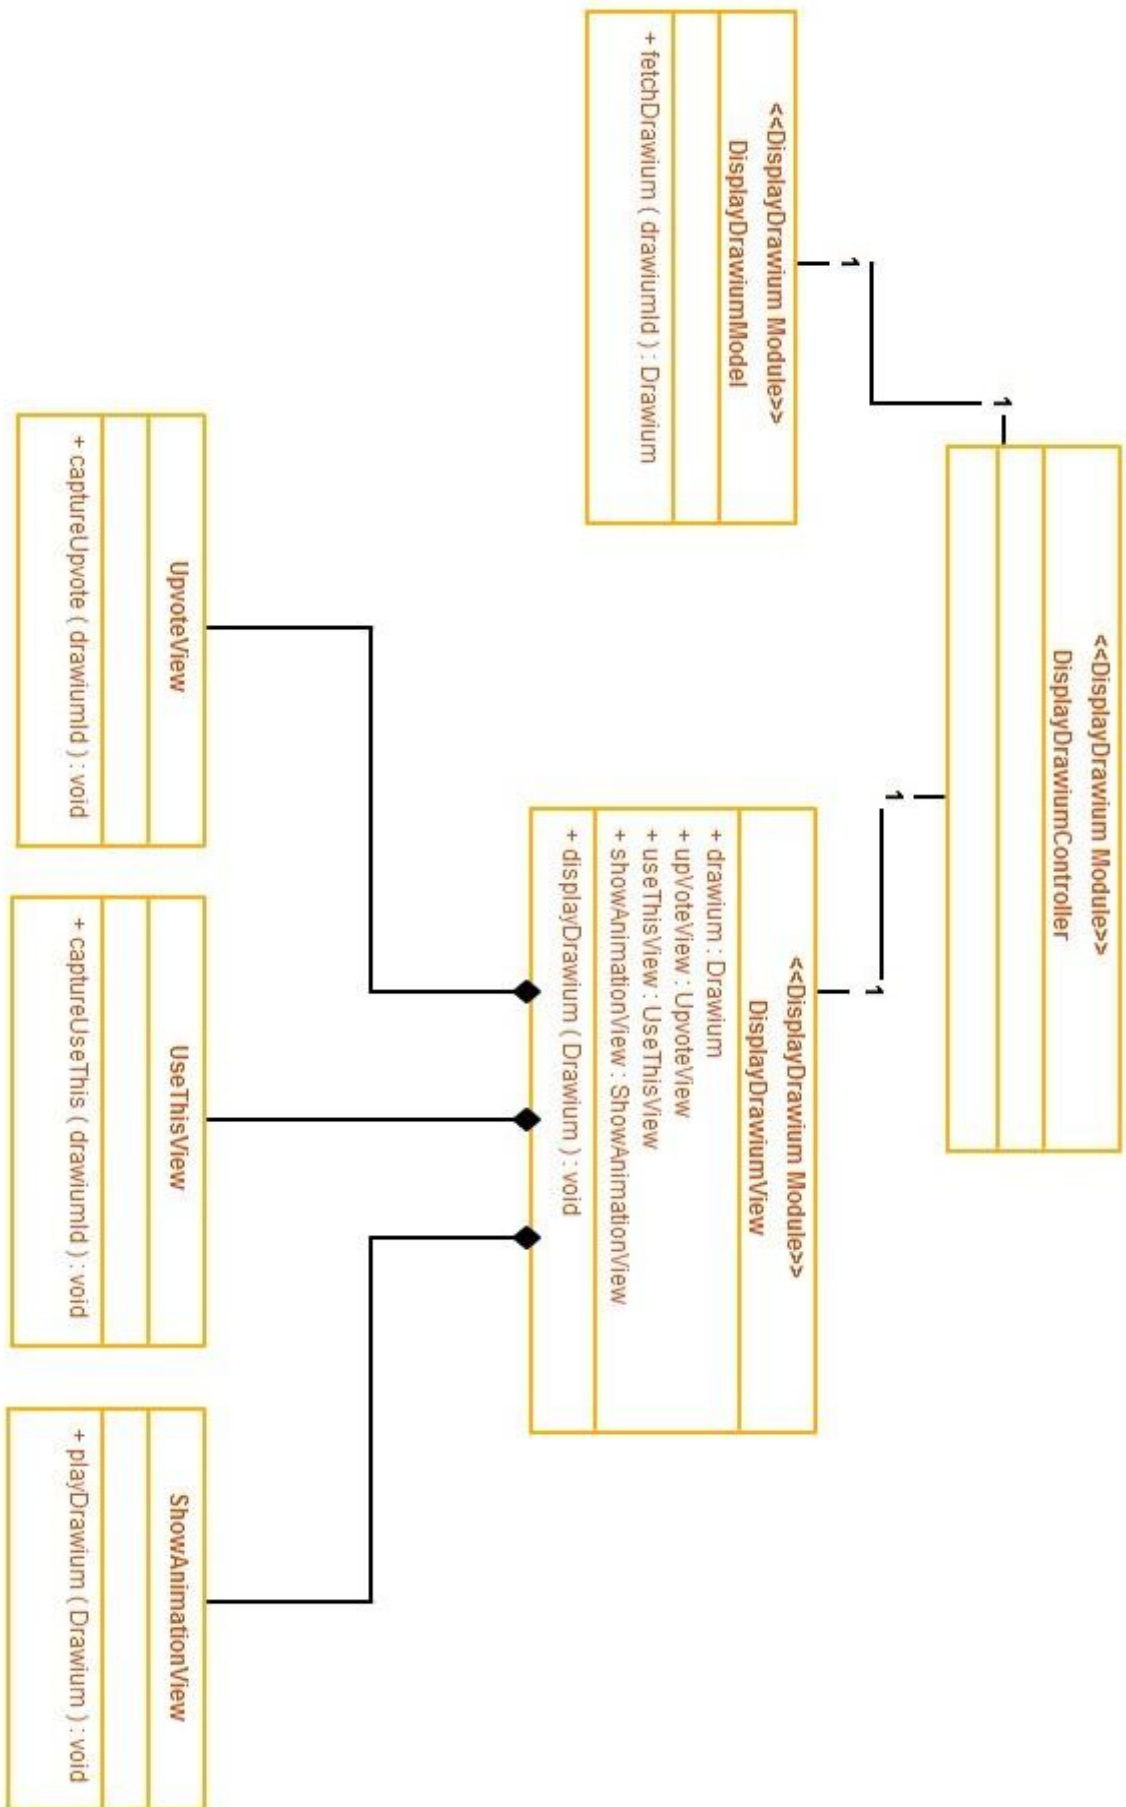 <<DisplayDrawium Module>>
DisplayDrawiumController
1
1
1
1
<<DisplayDrawium Module>>
DisplayDrawiumModel
+ fetchDrawium ( drawiumId ) : Drawium
<<DisplayDrawium Module>>
DisplayDrawiumView
+ drawium : Drawium
+ upVoteView : UpvoteView
+ useThisView : UseThisView
+ showAnimationView : ShowAnimationView
+ displayDrawium ( Drawium ) : void
UpvoteView
+ captureUpvote ( drawiumId ) : void
UseThisView
+ captureUseThis ( drawiumId ) : void
ShowAnimationView
+ playDrawium ( Drawium ) : void